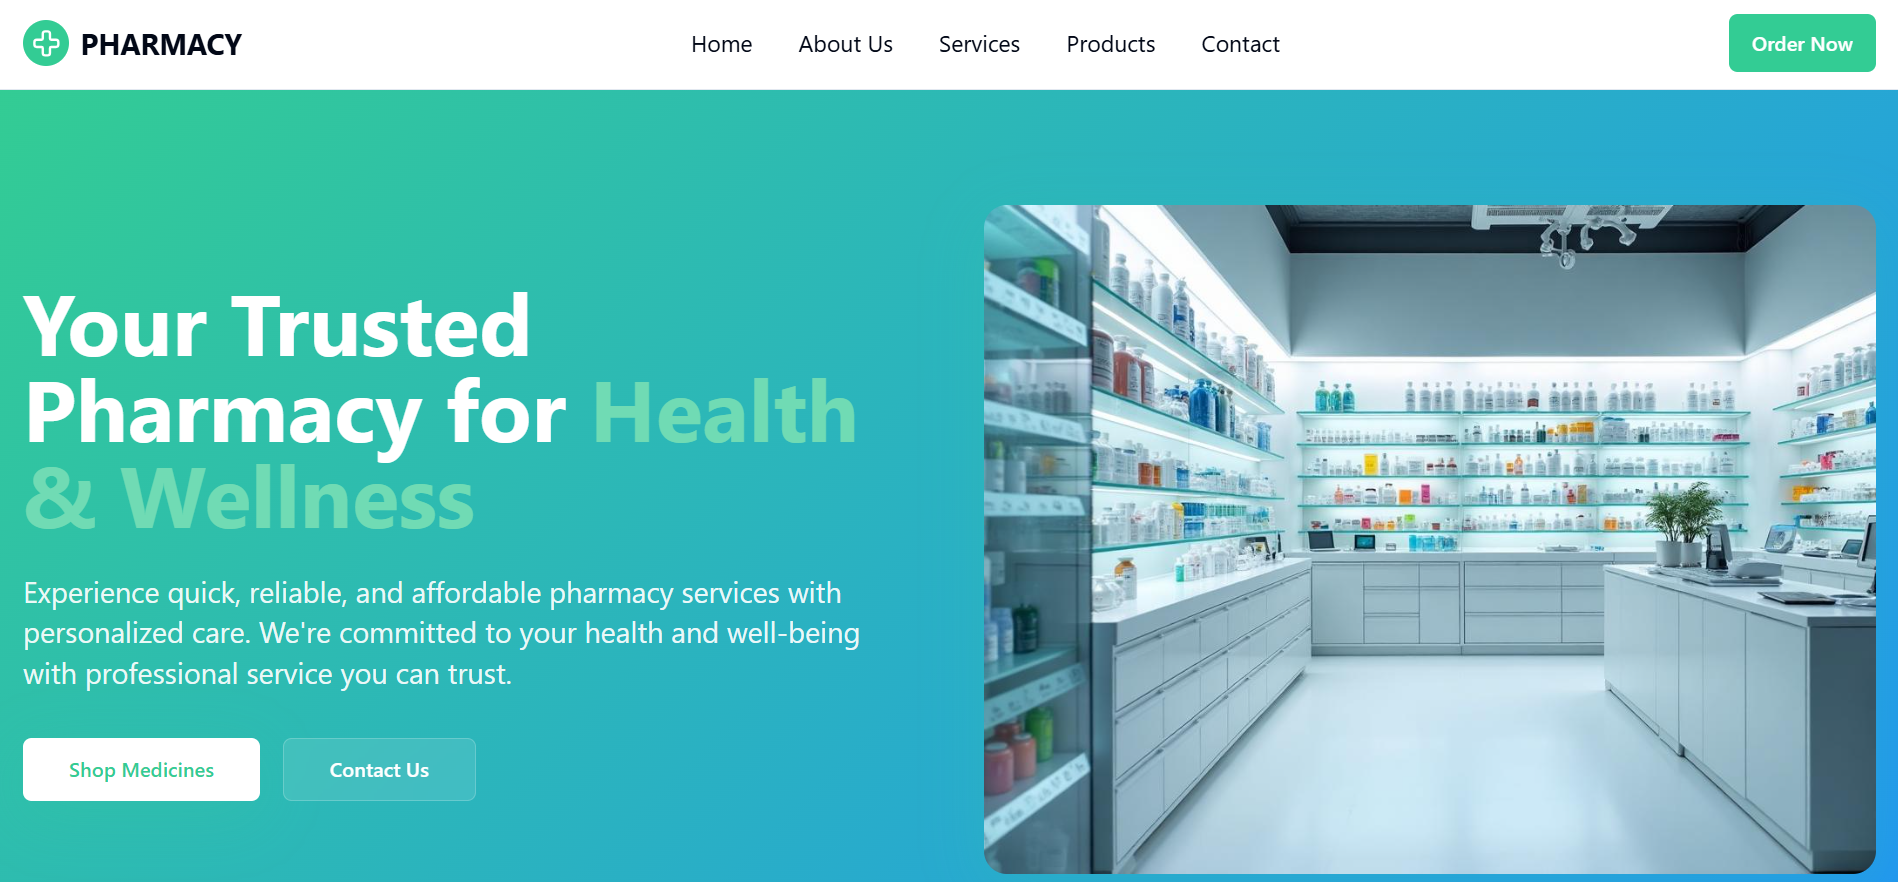 PHARMACY
Home
About Us
Services
Products
Contact
Order Now
Your Trusted
Pharmacy for Health
& Wellness
Experience quick, reliable, and affordable pharmacy services with
personalized care. We're committed to your health and well-being
with professional service you can trust.
Shop Medicines
Contact Us